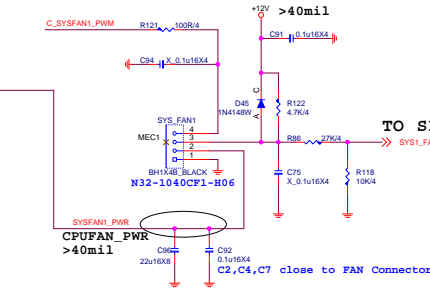 +12V >40mil
C_SYSFAN1_PWM
R121 100R/4
C91 0.1u16X4
C94 X_0.1u16X4
D45
1N4148W
C
A
R122
4.7K/4
SYS_FAN1
MEC1
4
3
2
1
BH1X4B_BLACK
N32-1040CF1-H06
R86 27K/4
TO S
SYS1_FA
C75
X_0.1u16X4
R118
10K/4
SYSFAN1_PWR
CPUFAN_PWR
>40mil
C96
22u16X8
C92
0.1u16X4
C2,C4,C7 close to FAN Connector